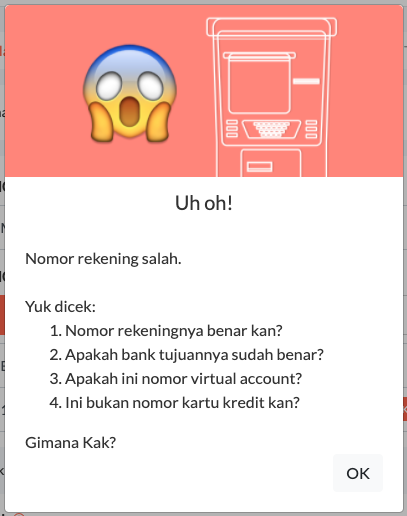 Uh oh!
Nomor rekening salah.
Yuk dicek:
1. Nomor rekeningnya benar kan?
2. Apakah bank tujuannya sudah benar?
3. Apakah ini nomor virtual account?
4. Ini bukan nomor kartu kredit kan?
Gimana Kak?
OK